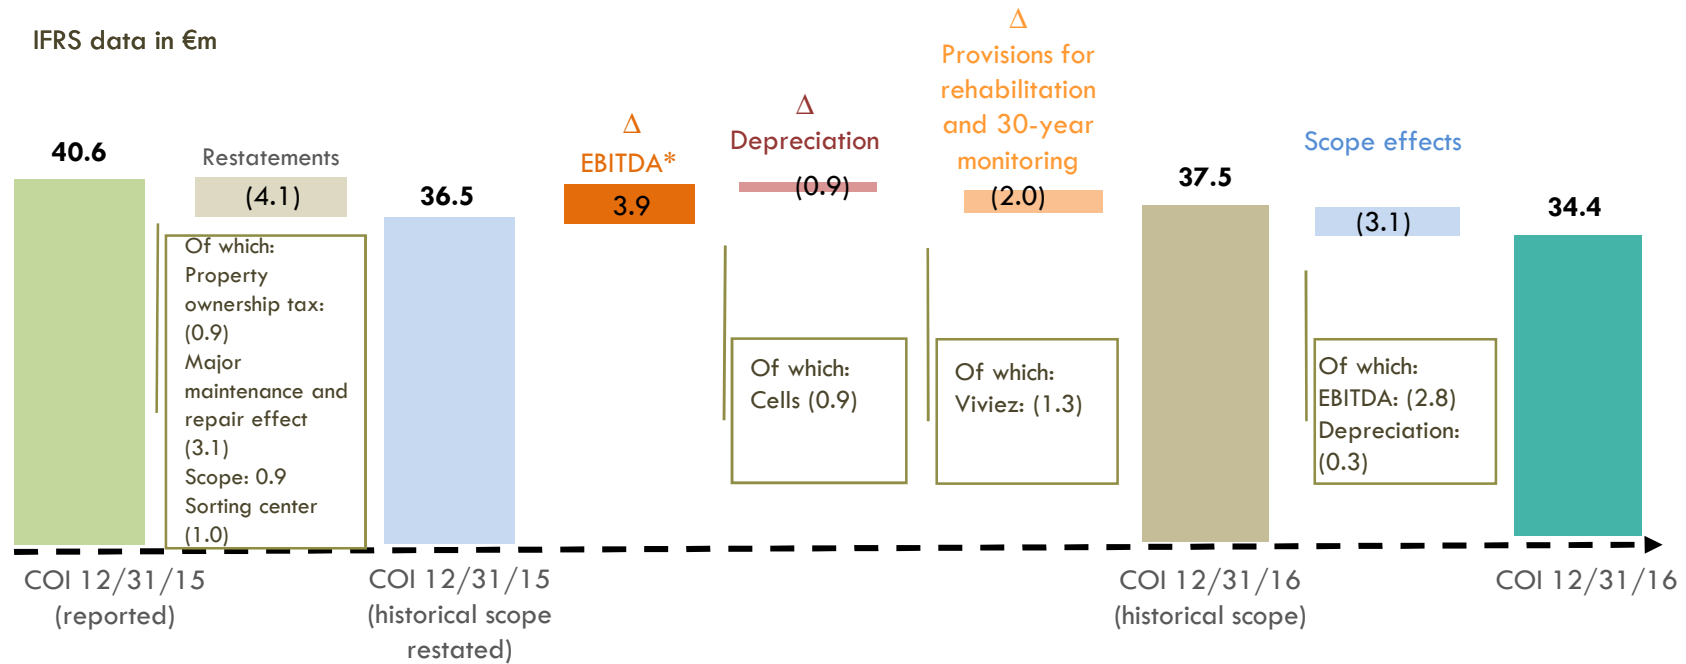 IFRS data in €m
40.6
Restatements
(4.1)
Of which:
Property
ownership tax:
(0.9)
Major
maintenance and
repair effect
(3.1)
Scope: 0.9
Sorting center
(1.0)
36.5
Δ
EBITDA*
3.9
Δ
Depreciation
(0.9)
Of which:
Cells (0.9)
Δ
Provisions for
rehabilitation
and 30-year
monitoring
(2.0)
Of which:
Viviez: (1.3)
37.5
Scope effects
(3.1)
Of which:
EBITDA: (2.8)
Depreciation:
(0.3)
34.4
COI 12/31/15
(reported)
COI 12/31/15
(historical scope
restated)
COI 12/31/16
(historical scope)
COI 12/31/16